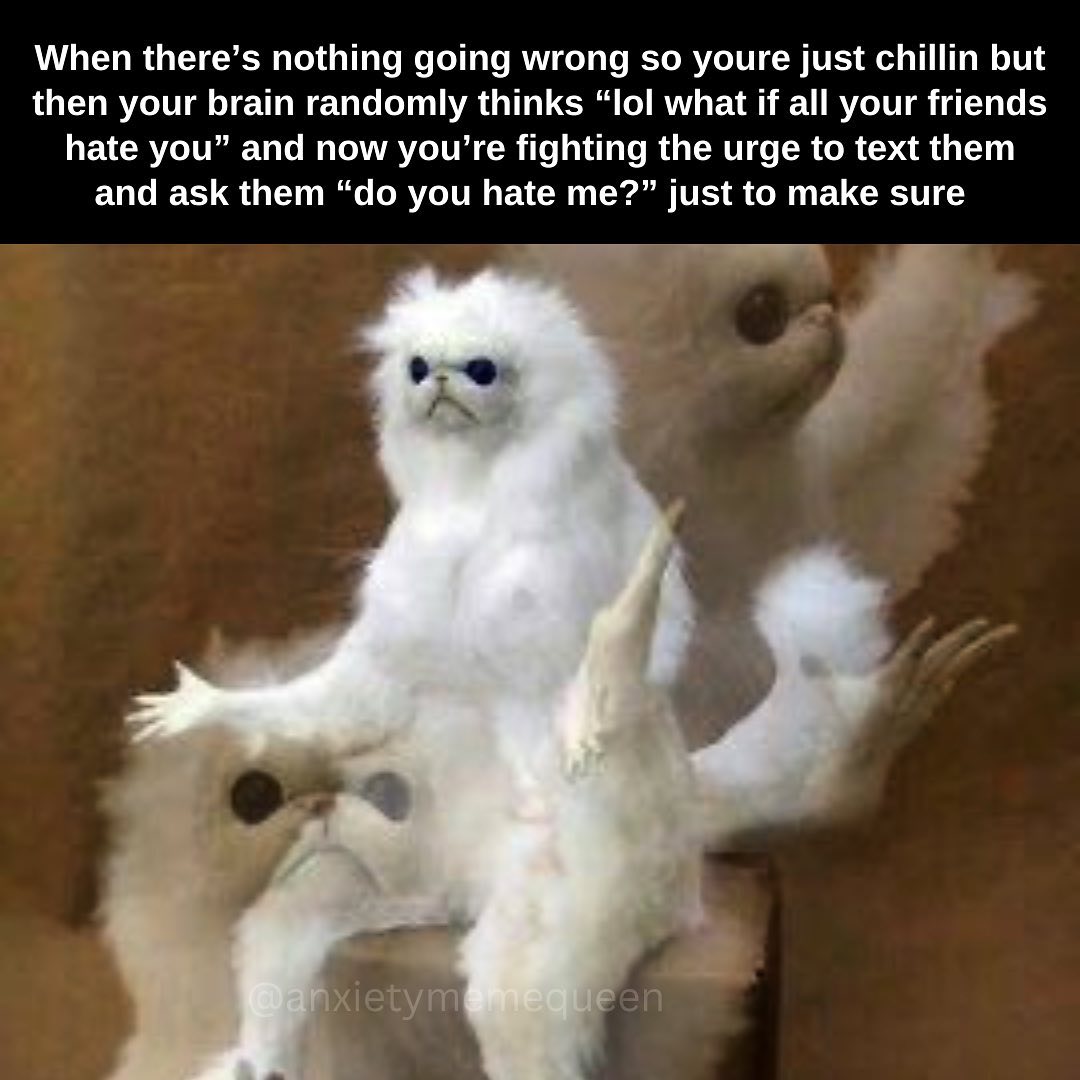 When there’s nothing going wrong so youre just chillin but
then your brain randomly thinks “lol what if all your friends
hate you” and now you’re fighting the urge to text them
and ask them “do you hate me?” just to make sure
@anxietymemequeen